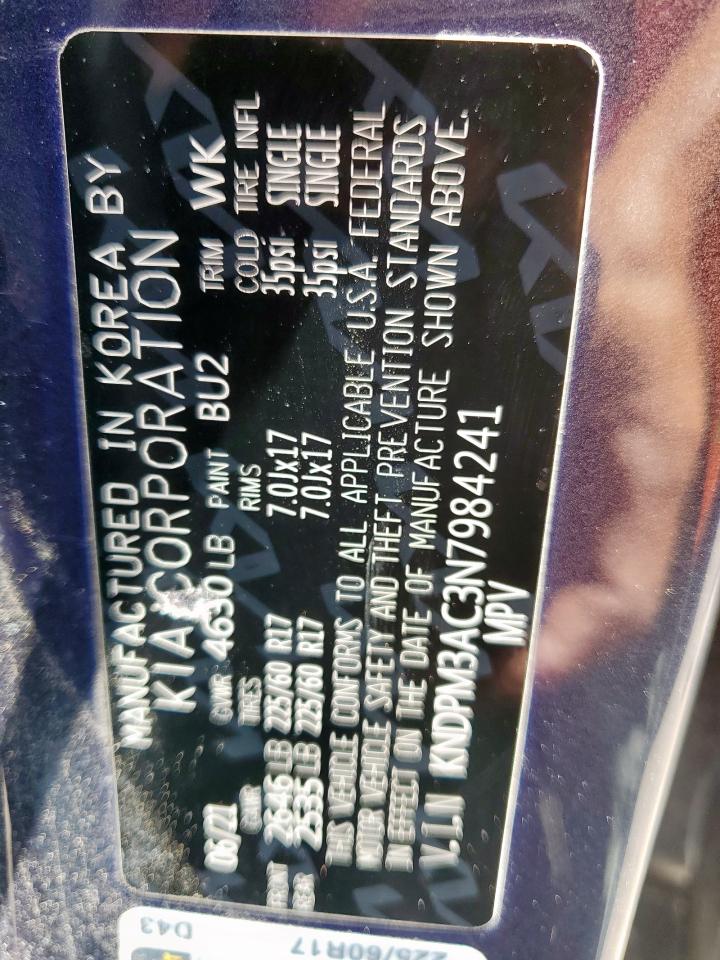 MANUFACTURED IN KOREA BY
KIA CORPORATION
06/21 GVWR 4630 LB PAINT BU2 TRIM WK
GAWR TIRES RIMS COLD TIRE INFL
FRONT 2646 LB 225/60 R17 7.0Jx17 35psi SINGLE
REAR 2535 LB 225/60 R17 7.0Jx17 35psi SINGLE
THIS VEHICLE CONFORMS TO ALL APPLICABLE U.S.A. FEDERAL
MOTOR VEHICLE SAFETY AND THEFT PREVENTION STANDARDS
IN EFFECT ON THE DATE OF MANUFACTURE SHOWN ABOVE.
V.I.N KNDPM3AC3N7984241
MPV
225/60R17
D43